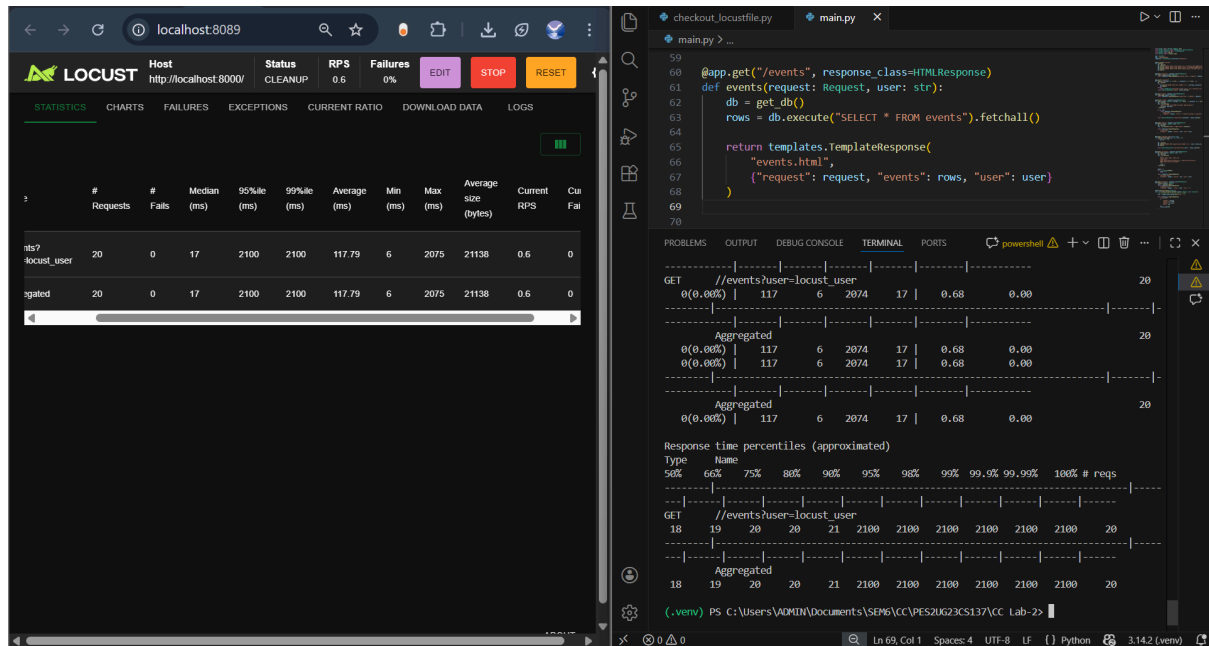 localhost:8089
LOCUST
Host
http://localhost:8000/
Status
CLEANUP
RPS
0.6
Failures
0%
EDIT
STOP
RESET
STATISTICS CHARTS FAILURES EXCEPTIONS CURRENT RATIO DOWNLOAD DATA LOGS
# Requests # Fails Median (ms) 95%ile (ms) 99%ile (ms) Average (ms) Min (ms) Max (ms) Average size (bytes) Current RPS
nts?
=locust_user
20 0 17 2100 2100 117.79 6 2075 21138 0.6 0
egated 20 0 17 2100 2100 117.79 6 2075 21138 0.6 0
checkout_locustfile.py main.py
main.py > ...
59
60 @app.get("/events", response_class=HTMLResponse)
61 def events(request: Request, user: str):
62 db = get_db()
63 rows = db.execute("SELECT * FROM events").fetchall()
64
65 return templates.TemplateResponse(
66 "events.html",
67 {"request": request, "events": rows, "user": user}
68 )
69
70
PROBLEMS OUTPUT DEBUG CONSOLE TERMINAL PORTS powershell
------------|-------|------|-------|-------|--------|-----------
GET //events?user=locust_user 20
0(0.00%) | 117 6 2074 17 | 0.68 0.00
Aggregated 20
0(0.00%) | 117 6 2074 17 | 0.68 0.00
0(0.00%) | 117 6 2074 17 | 0.68 0.00
Aggregated 20
0(0.00%) | 117 6 2074 17 | 0.68 0.00
Response time percentiles (approximated)
Type Name
50% 66% 75% 80% 90% 95% 98% 99% 99.9% 99.99% 100% # reqs
GET //events?user=locust_user
18 19 20 20 21 2100 2100 2100 2100 2100 2100 20
Aggregated
18 19 20 20 21 2100 2100 2100 2100 2100 2100 20
(.venv) PS C:\Users\ADMIN\Documents\SEM6\CC\PES2UG23CS137\CC Lab-2>
0 0 Ln 69, Col 1 Spaces: 4 UTF-8 LF {} Python 3.14.2 (.venv)